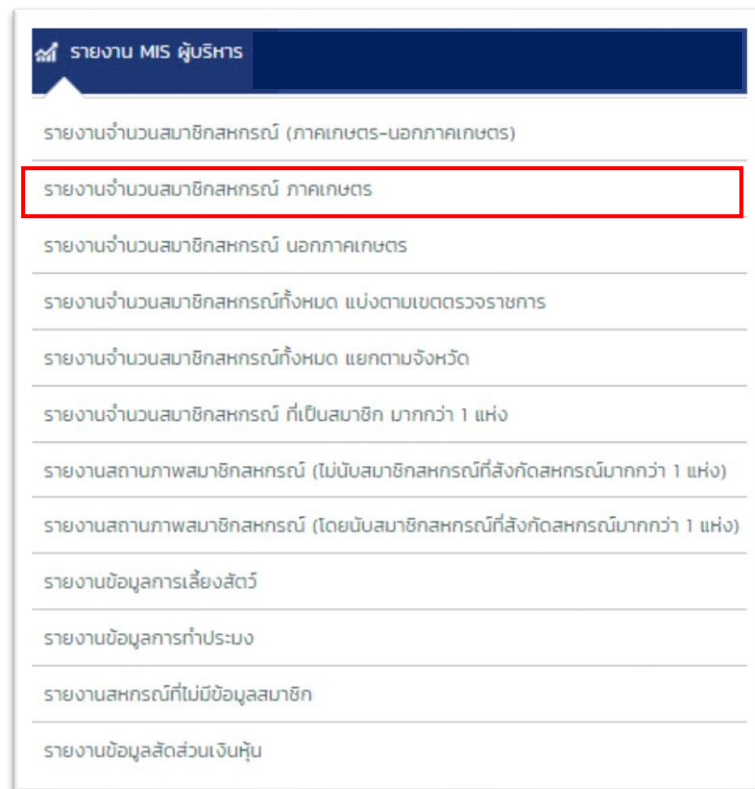 รายงาน MIS ผู้บริหาร
รายงานจำนวนสมาชิกสหกรณ์ (ภาคเกษตร-นอกภาคเกษตร)
รายงานจำนวนสมาชิกสหกรณ์ ภาคเกษตร
รายงานจำนวนสมาชิกสหกรณ์ นอกภาคเกษตร
รายงานจำนวนสมาชิกสหกรณ์ทั้งหมด แบ่งตามเขตตรวจราชการ
รายงานจำนวนสมาชิกสหกรณ์ทั้งหมด แยกตามจังหวัด
รายงานจำนวนสมาชิกสหกรณ์ ที่เป็นสมาชิก มากกว่า 1 แห่ง
รายงานสถานภาพสมาชิกสหกรณ์ (ไม่นับสมาชิกสหกรณ์ที่สังกัดสหกรณ์มากกว่า 1 แห่ง)
รายงานสถานภาพสมาชิกสหกรณ์ (โดยนับสมาชิกสหกรณ์ที่สังกัดสหกรณ์มากกว่า 1 แห่ง)
รายงานข้อมูลการเลี้ยงสัตว์
รายงานข้อมูลการทำประมง
รายงานสหกรณ์ที่ไม่มีข้อมูลสมาชิก
รายงานข้อมูลสัดส่วนเงินหุ้น